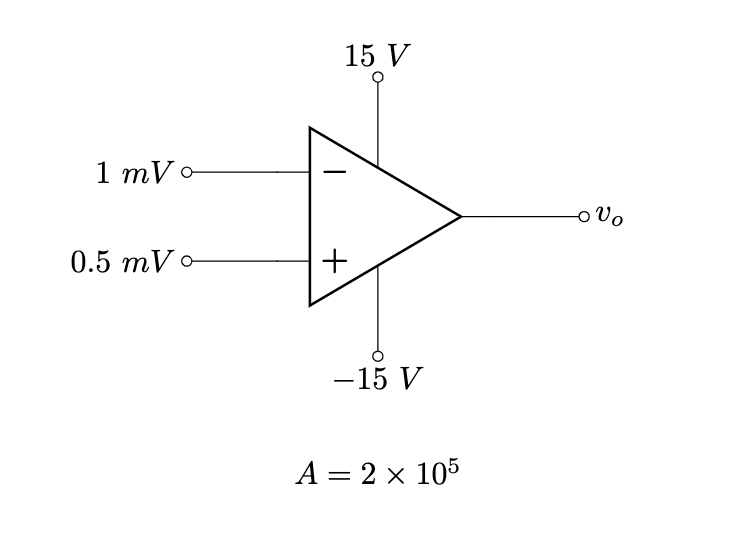 15 V
1 mV
−
0.5 mV
+
v_o
−15 V
A = 2 × 10^5